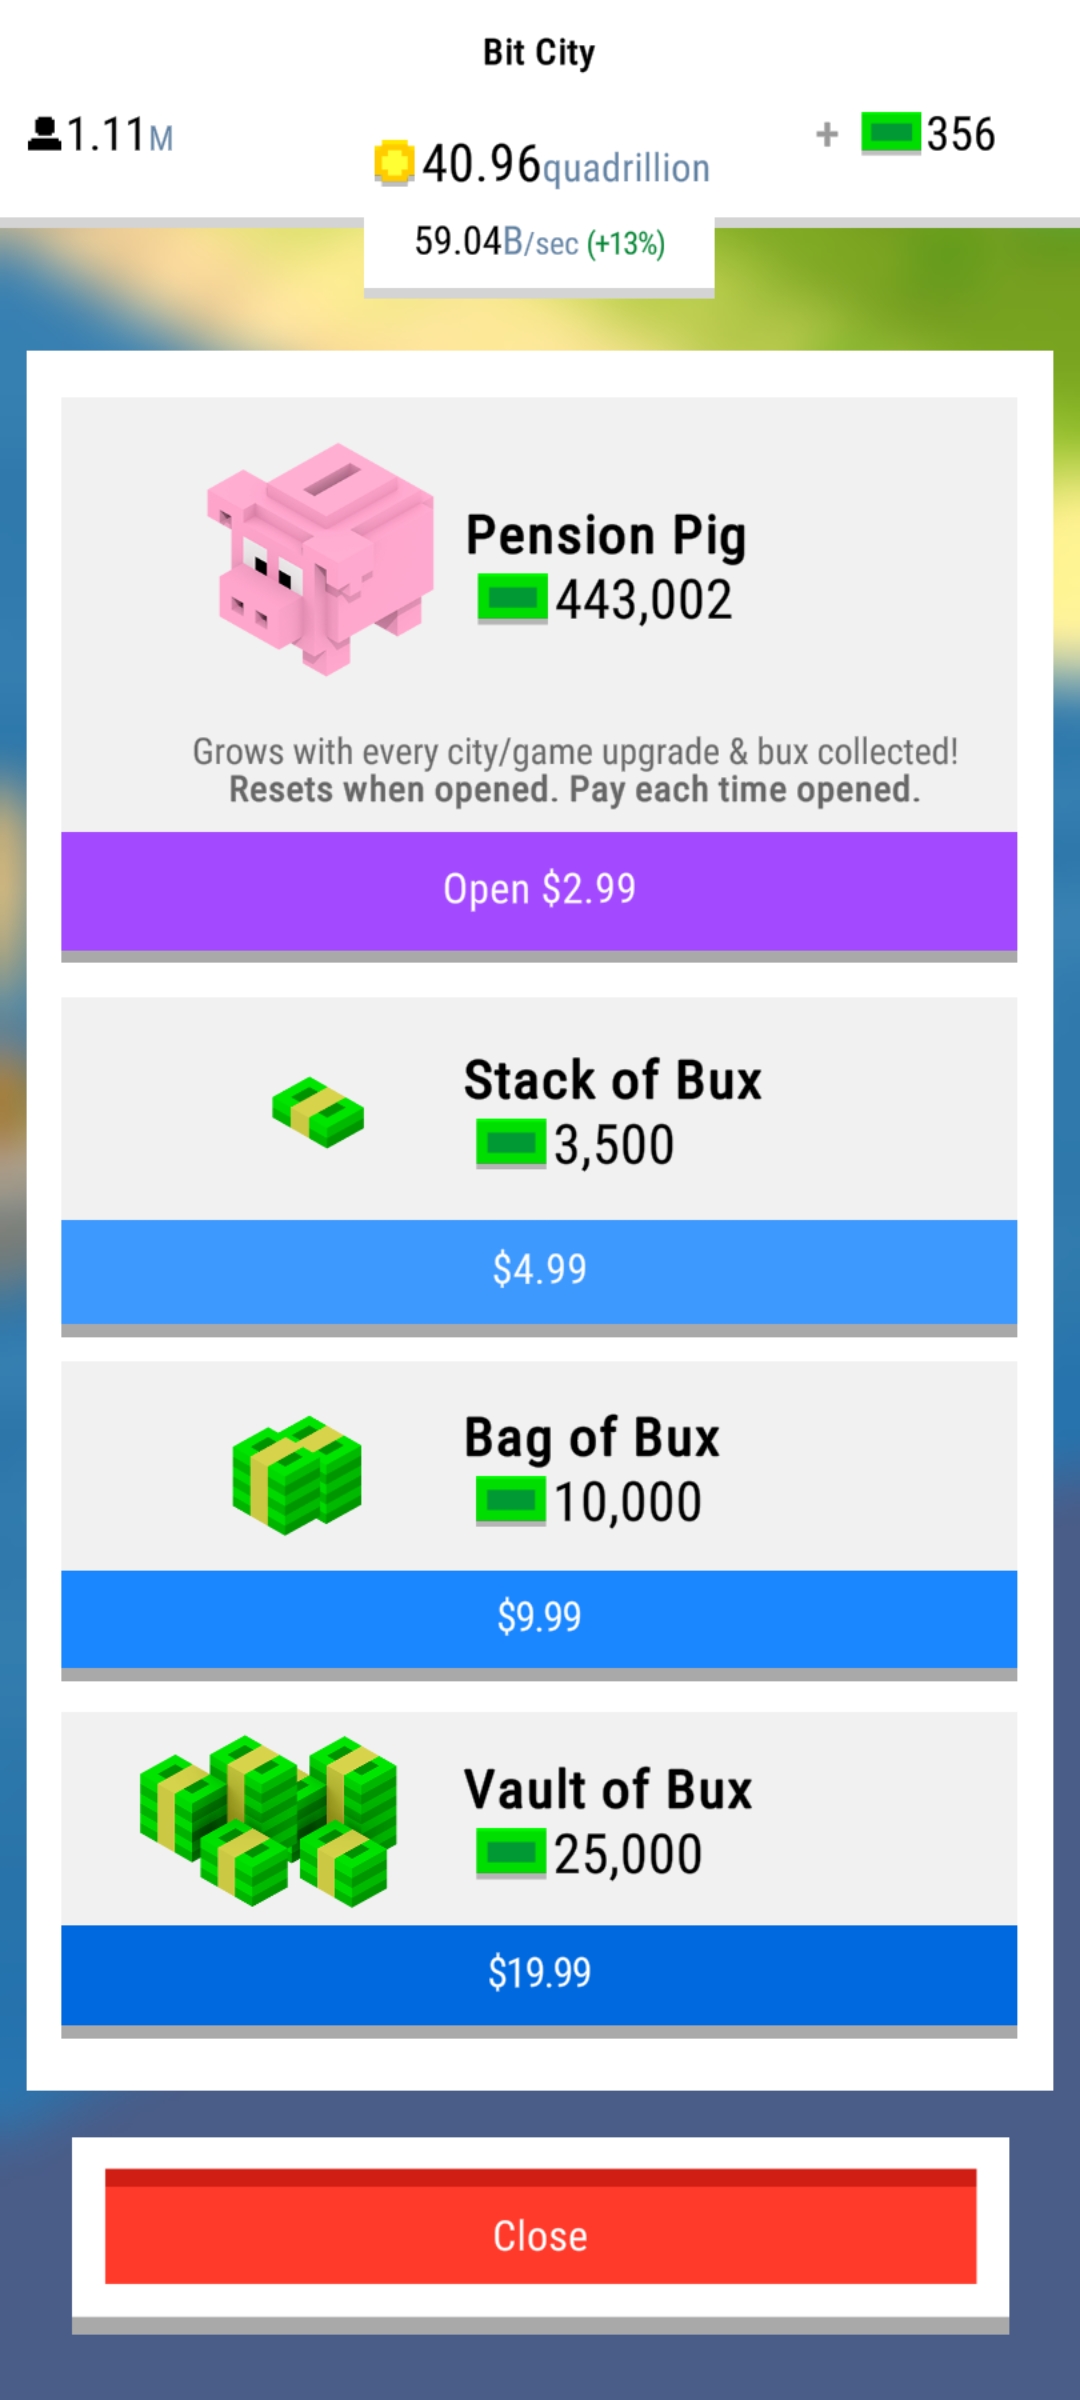 Bit City
1.11M
40.96quadrillion
+ 356
59.04B/sec (+13%)
Pension Pig
443,002
Grows with every city/game upgrade & bux collected!
Resets when opened. Pay each time opened.
Open $2.99
Stack of Bux
3,500
$4.99
Bag of Bux
10,000
$9.99
Vault of Bux
25,000
$19.99
Close